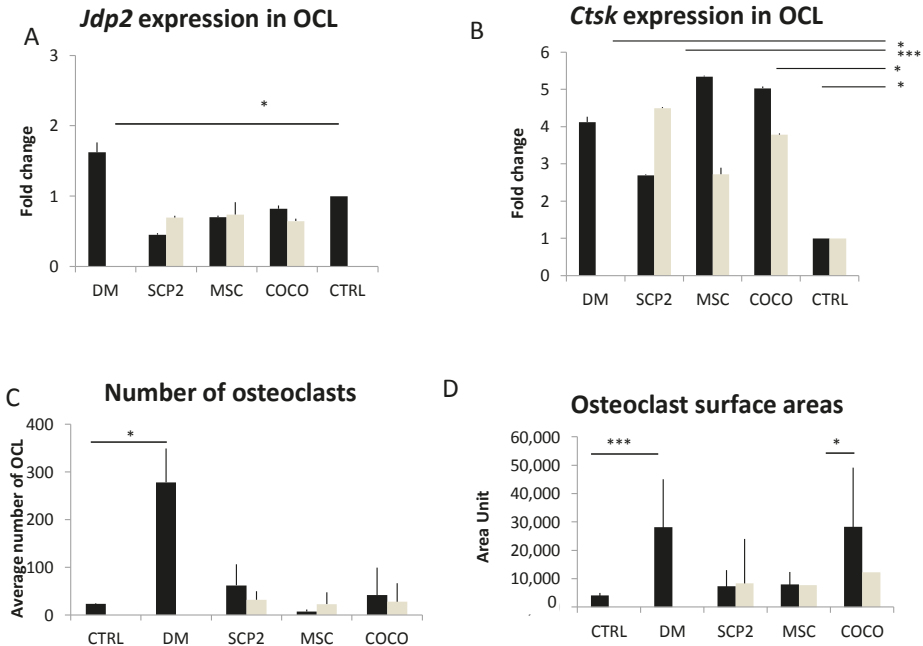 A
Jdp2 expression in OCL
Fold change
3
2
1
0
*
DM SCP2 MSC COCO CTRL
B
Ctsk expression in OCL
Fold change
6
5
4
3
2
1
0
*
***
*
*
DM SCP2 MSC COCO CTRL
C
Number of osteoclasts
Average number of OCL
400
300
200
100
0
*
CTRL DM SCP2 MSC COCO
D
Osteoclast surface areas
Area Unit
60,000
50,000
40,000
30,000
20,000
10,000
0
***
*
CTRL DM SCP2 MSC COCO